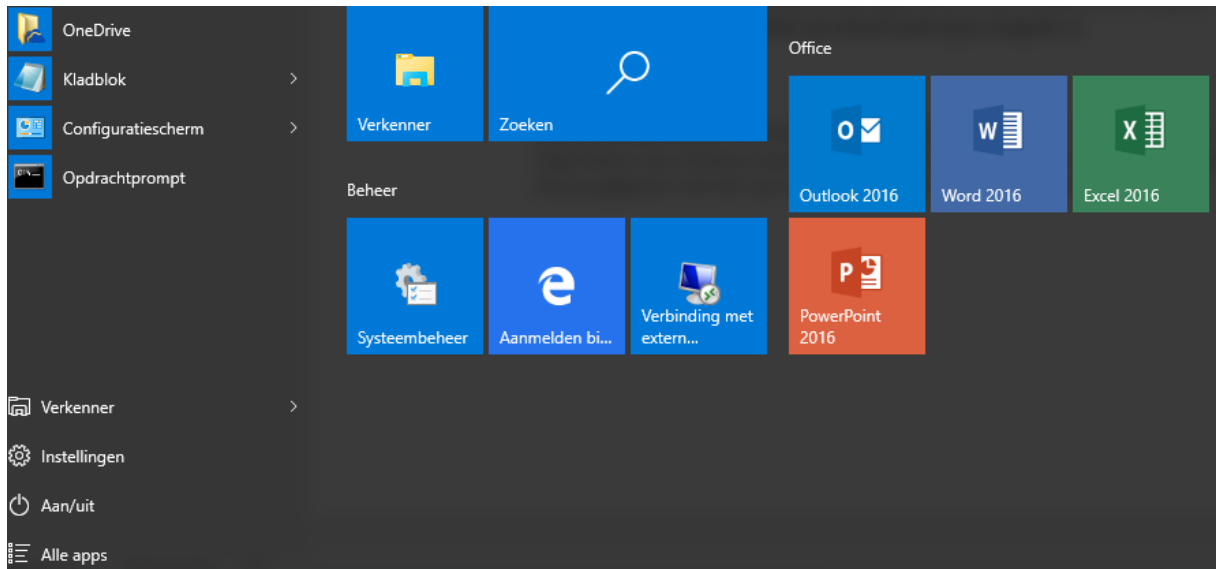 OneDrive
Kladblok
Configuratiescherm
Opdrachtprompt
Verkenner
Instellingen
Aan/uit
Alle apps
Verkenner
Zoeken
Beheer
Systeembeheer
Aanmelden bi...
Verbinding met
extern...
Office
Outlook 2016
Word 2016
Excel 2016
PowerPoint
2016